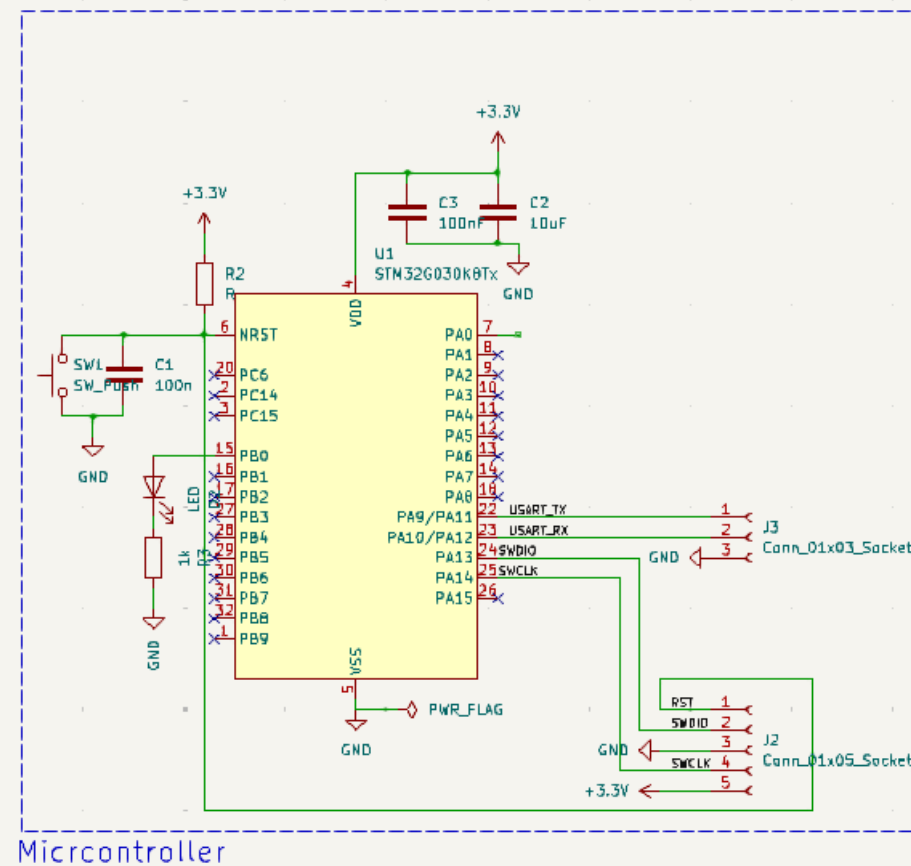 +3.3V
+3.3V
C3
100nF
C2
10uF
GND
R2
R
U1
STM32G030K8Tx
4
VDD
6 NRST
20 PC6
2 PC14
3 PC15
15 PB0
16 PB1
17 PB2
27 PB3
28 PB4
29 PB5
30 PB6
31 PB7
32 PB8
1 PB9
PA0 7
PA1 8
PA2 9
PA3 10
PA4 11
PA5 12
PA6 13
PA7 14
PA8 18
PA9/PA11 22 USART_TX 1
PA10/PA12 23 USART_RX 2
PA13 24 SWDIO
PA14 25 SWCLK
PA15 26
GND 3
J3
Conn_01x03_Socket
SW1
SW_Push
C1
100n
GND
LED
1k
R3
GND
VSS
5
PWR_FLAG
GND
RST 1
SWDIO 2
GND 3
SWCLK 4
+3.3V 5
J2
Conn_01x05_Socket
Micrcontroller